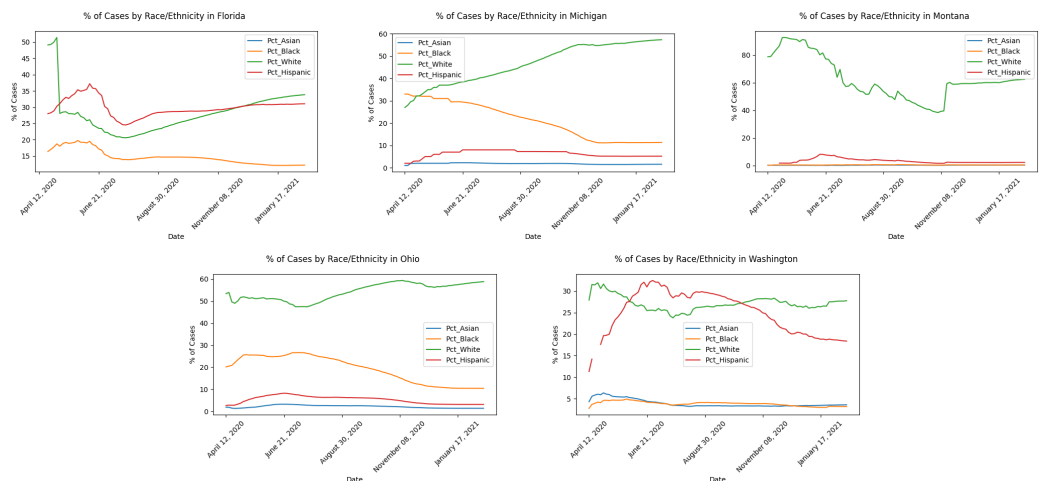 % of Cases by Race/Ethnicity in Florida
% of Cases
50
45
40
35
30
25
20
15
Pct_Asian
Pct_Black
Pct_White
Pct_Hispanic
April 12, 2020
June 21, 2020
August 30, 2020
November 08, 2020
January 17, 2021
Date
% of Cases by Race/Ethnicity in Michigan
% of Cases
60
50
40
30
20
10
0
Pct_Asian
Pct_Black
Pct_White
Pct_Hispanic
April 12, 2020
June 21, 2020
August 30, 2020
November 08, 2020
January 17, 2021
Date
% of Cases by Race/Ethnicity in Montana
% of Cases
80
60
40
20
0
Pct_Asian
Pct_Black
Pct_White
Pct_Hispanic
April 12, 2020
June 21, 2020
August 30, 2020
November 08, 2020
January 17, 2021
Date
% of Cases by Race/Ethnicity in Ohio
% of Cases
60
50
40
30
20
10
0
Pct_Asian
Pct_Black
Pct_White
Pct_Hispanic
April 12, 2020
June 21, 2020
August 30, 2020
November 08, 2020
January 17, 2021
Date
% of Cases by Race/Ethnicity in Washington
% of Cases
30
25
20
15
10
5
Pct_Asian
Pct_Black
Pct_White
Pct_Hispanic
April 12, 2020
June 21, 2020
August 30, 2020
November 08, 2020
January 17, 2021
Date